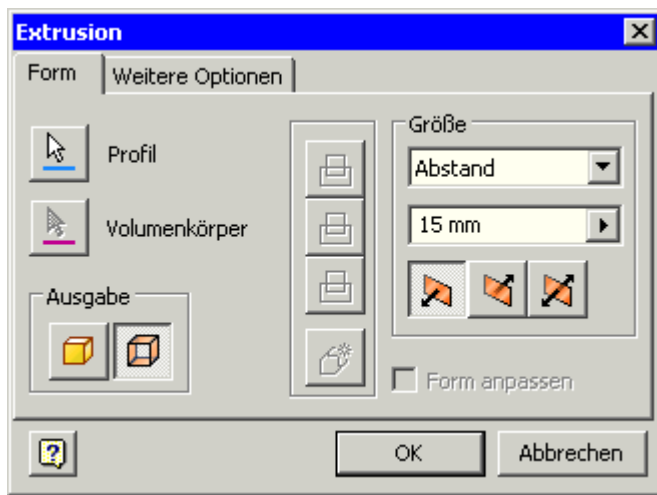 Extrusion
Form
Weitere Optionen
Profil
Volumenkörper
Ausgabe
Größe
Abstand
15 mm
Form anpassen
?
OK
Abbrechen